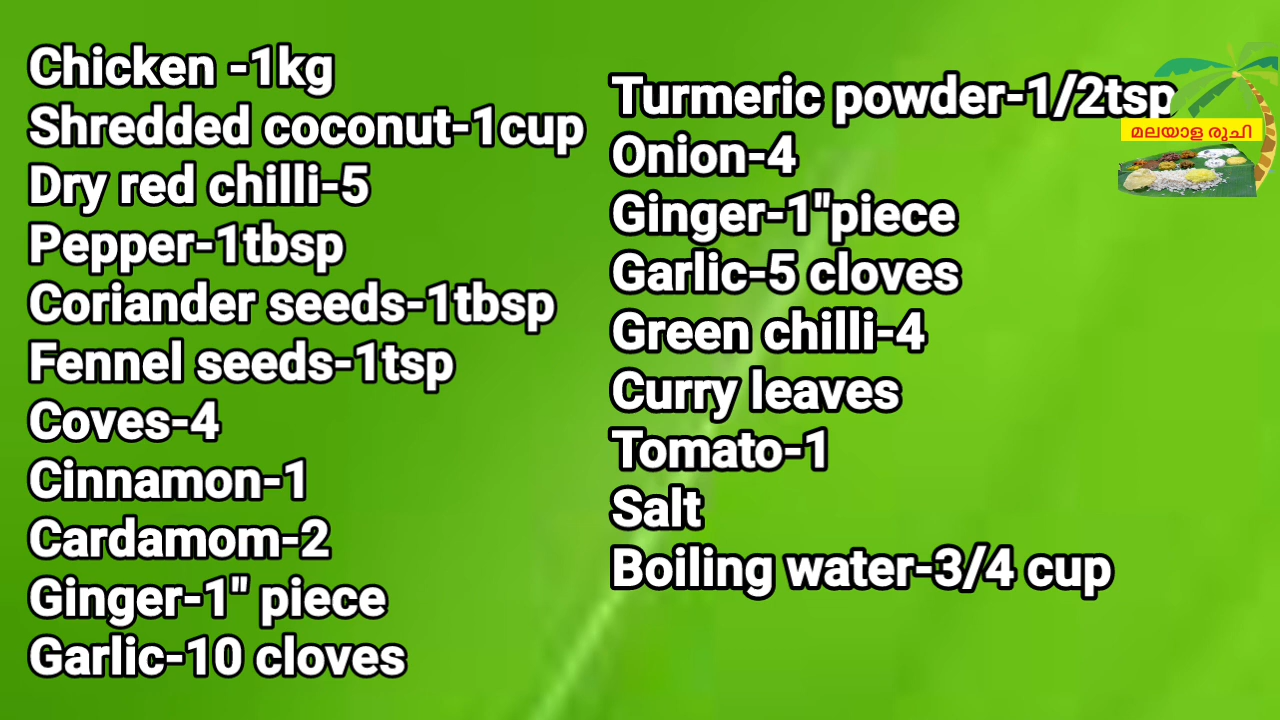 Chicken -1kg
Shredded coconut-1cup
Dry red chilli-5
Pepper-1tbsp
Coriander seeds-1tbsp
Fennel seeds-1tsp
Coves-4
Cinnamon-1
Cardamom-2
Ginger-1" piece
Garlic-10 cloves
Turmeric powder-1/2tsp
Onion-4
Ginger-1"piece
Garlic-5 cloves
Green chilli-4
Curry leaves
Tomato-1
Salt
Boiling water-3/4 cup
മലയാള രുചി